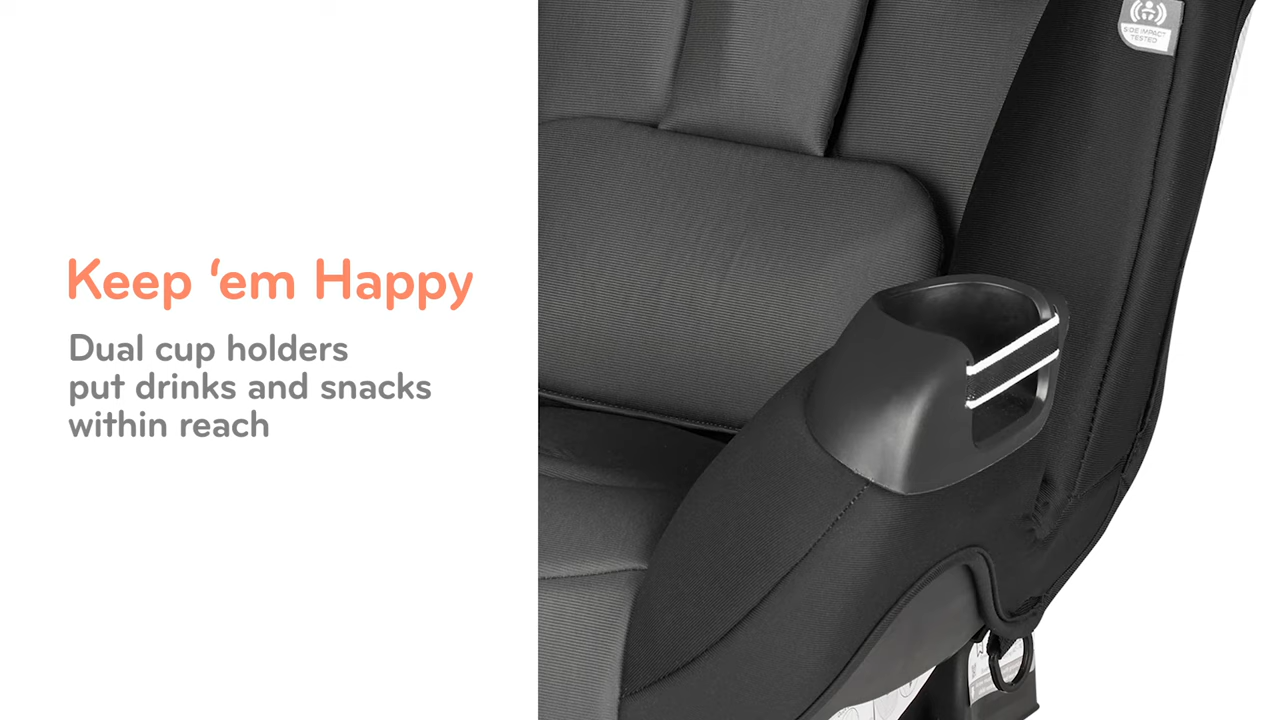 Keep ‘em Happy
Dual cup holders
put drinks and snacks
within reach
SIDE IMPACT
TESTED